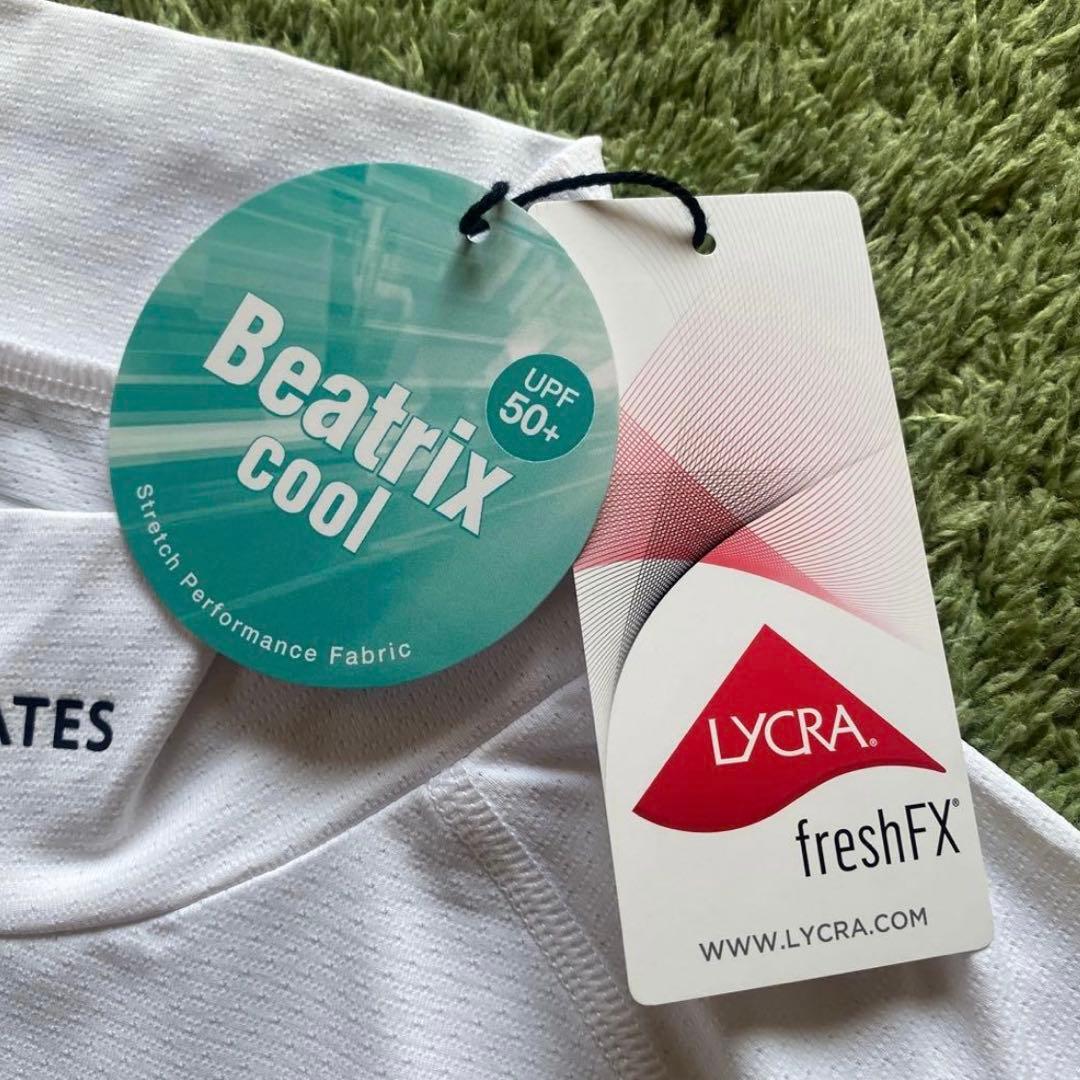 Beatrix
cool
UPF
50+
Stretch Performance Fabric
ATES
LYCRA®
freshFX®
WWW.LYCRA.COM